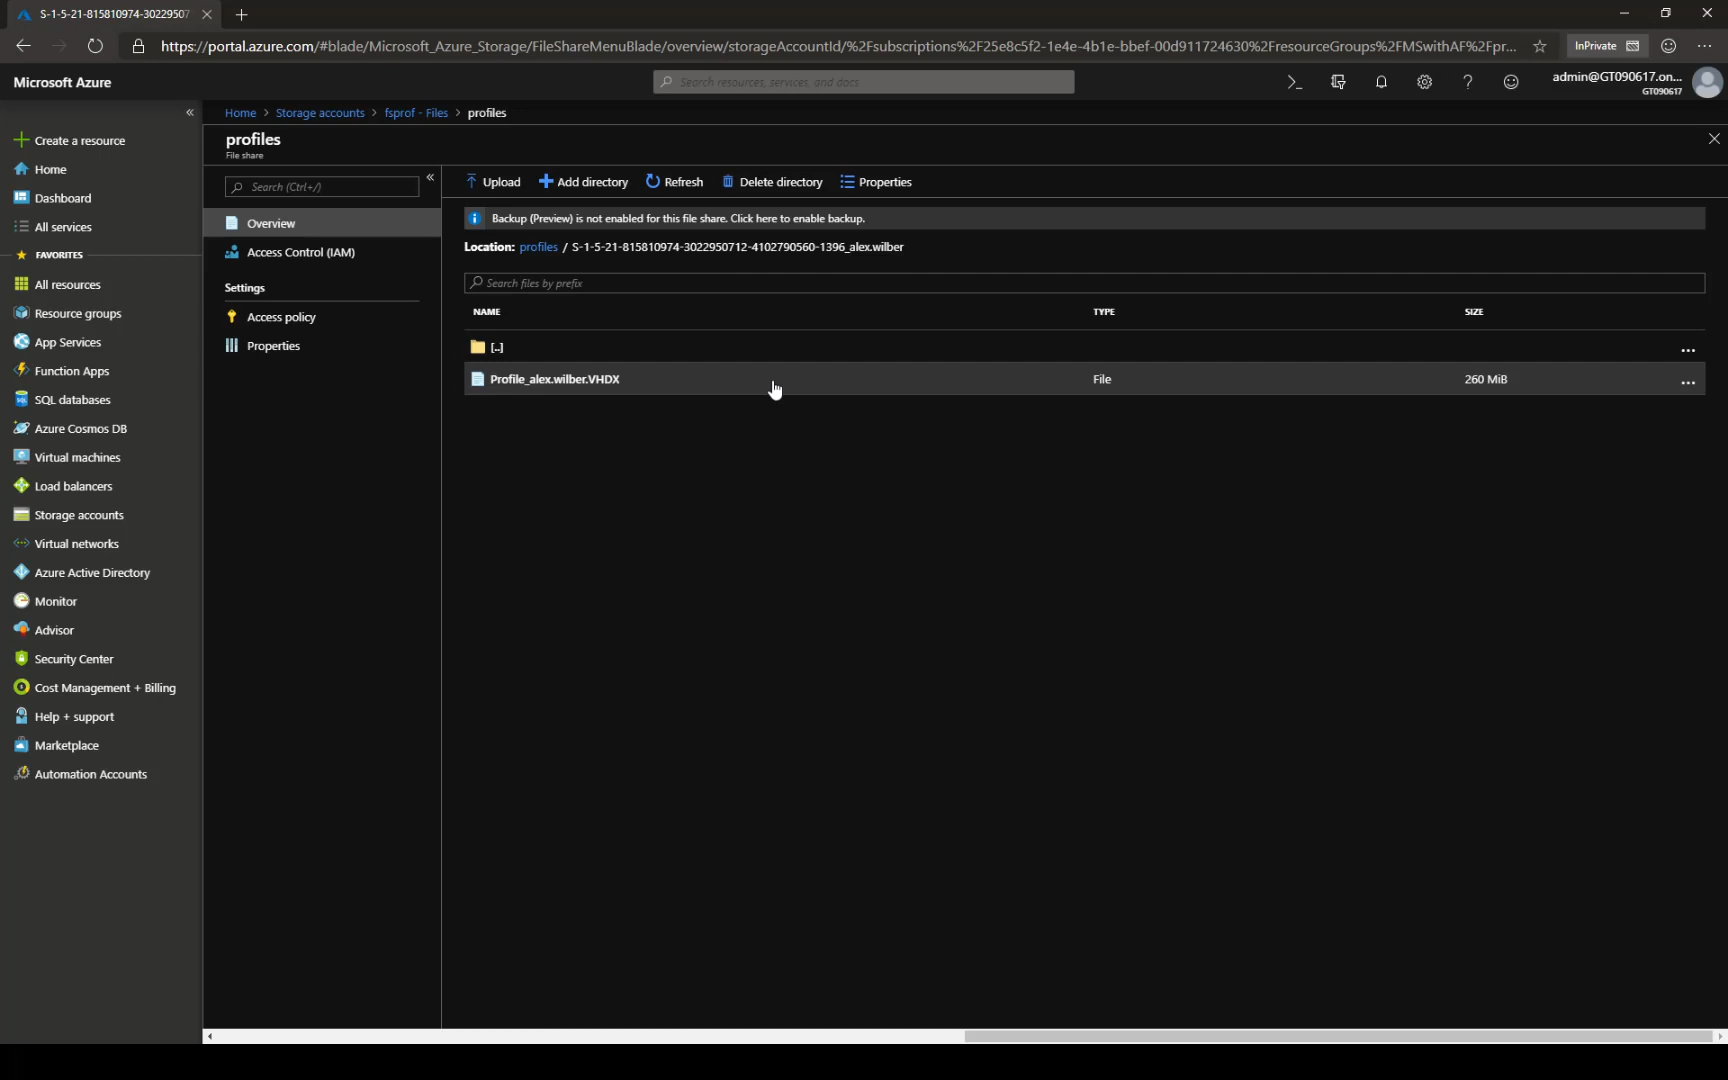 S-1-5-21-815810974-30229507
https://portal.azure.com/#blade/Microsoft_Azure_Storage/FileShareMenuBlade/overview/storageAccountId/%2Fsubscriptions%2F25e8c5f2-1e4e-4b1e-bbef-00d911724630%2FresourceGroups%2FMSwithAF%2Fpr...
InPrivate
Microsoft Azure
Search resources, services, and docs
admin@GT090617.on...
GT090617
Home > Storage accounts > fsprof - Files > profiles
profiles
File share
Create a resource
Home
Dashboard
All services
FAVORITES
All resources
Resource groups
App Services
Function Apps
SQL databases
Azure Cosmos DB
Virtual machines
Load balancers
Storage accounts
Virtual networks
Azure Active Directory
Monitor
Advisor
Security Center
Cost Management + Billing
Help + support
Marketplace
Automation Accounts
Search (Ctrl+/)
Overview
Access Control (IAM)
Settings
Access policy
Properties
Upload Add directory Refresh Delete directory Properties
Backup (Preview) is not enabled for this file share. Click here to enable backup.
Location: profiles / S-1-5-21-815810974-3022950712-4102790560-1396_alex.wilber
Search files by prefix
NAME TYPE SIZE
[..] ...
Profile_alex.wilber.VHDX File 260 MiB ...